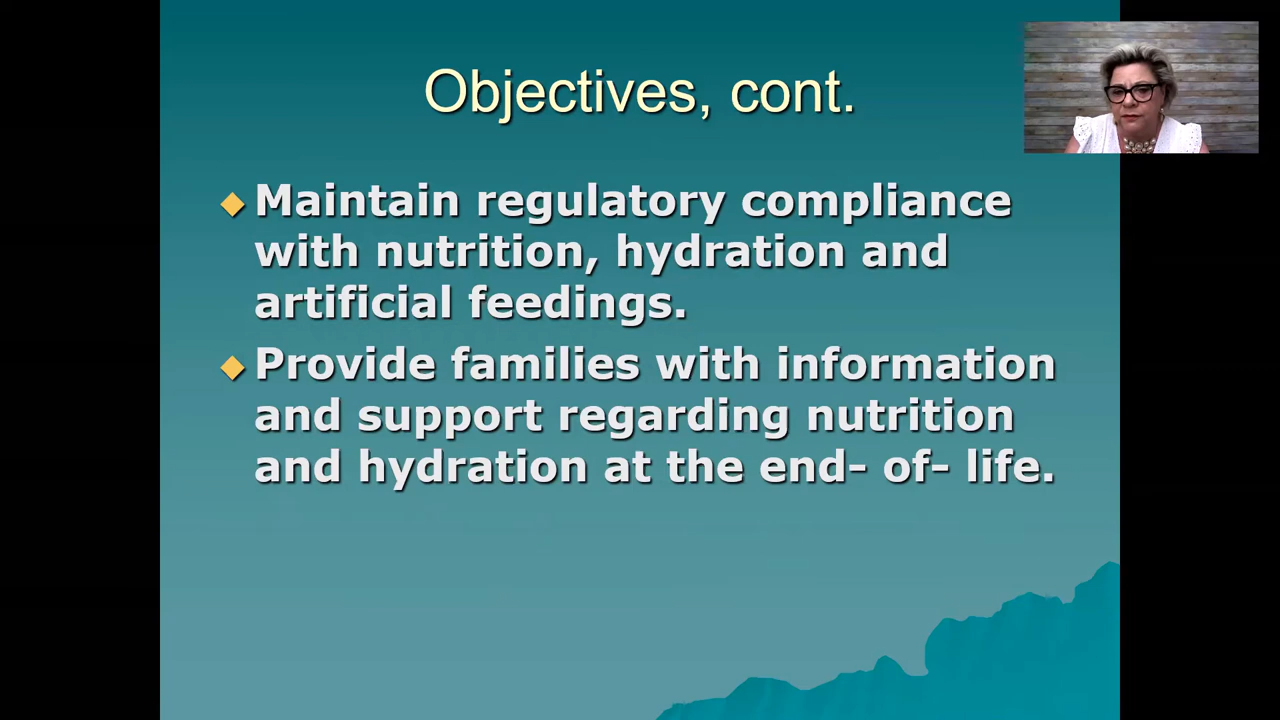 Objectives, cont.
Maintain regulatory compliance
with nutrition, hydration and
artificial feedings.
Provide families with information
and support regarding nutrition
and hydration at the end- of- life.